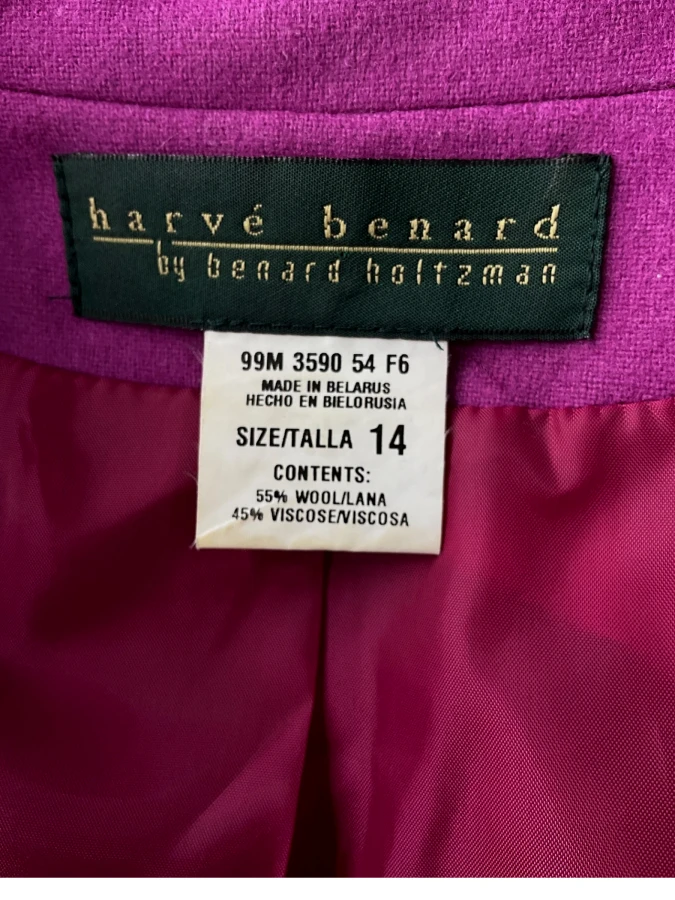 harvé benard
by benard holtzman
99M 3590 54 F6
MADE IN BELARUS
HECHO EN BIELORUSIA
SIZE/TALLA 14
CONTENTS:
55% WOOL/LANA
45% VISCOSE/VISCOSA